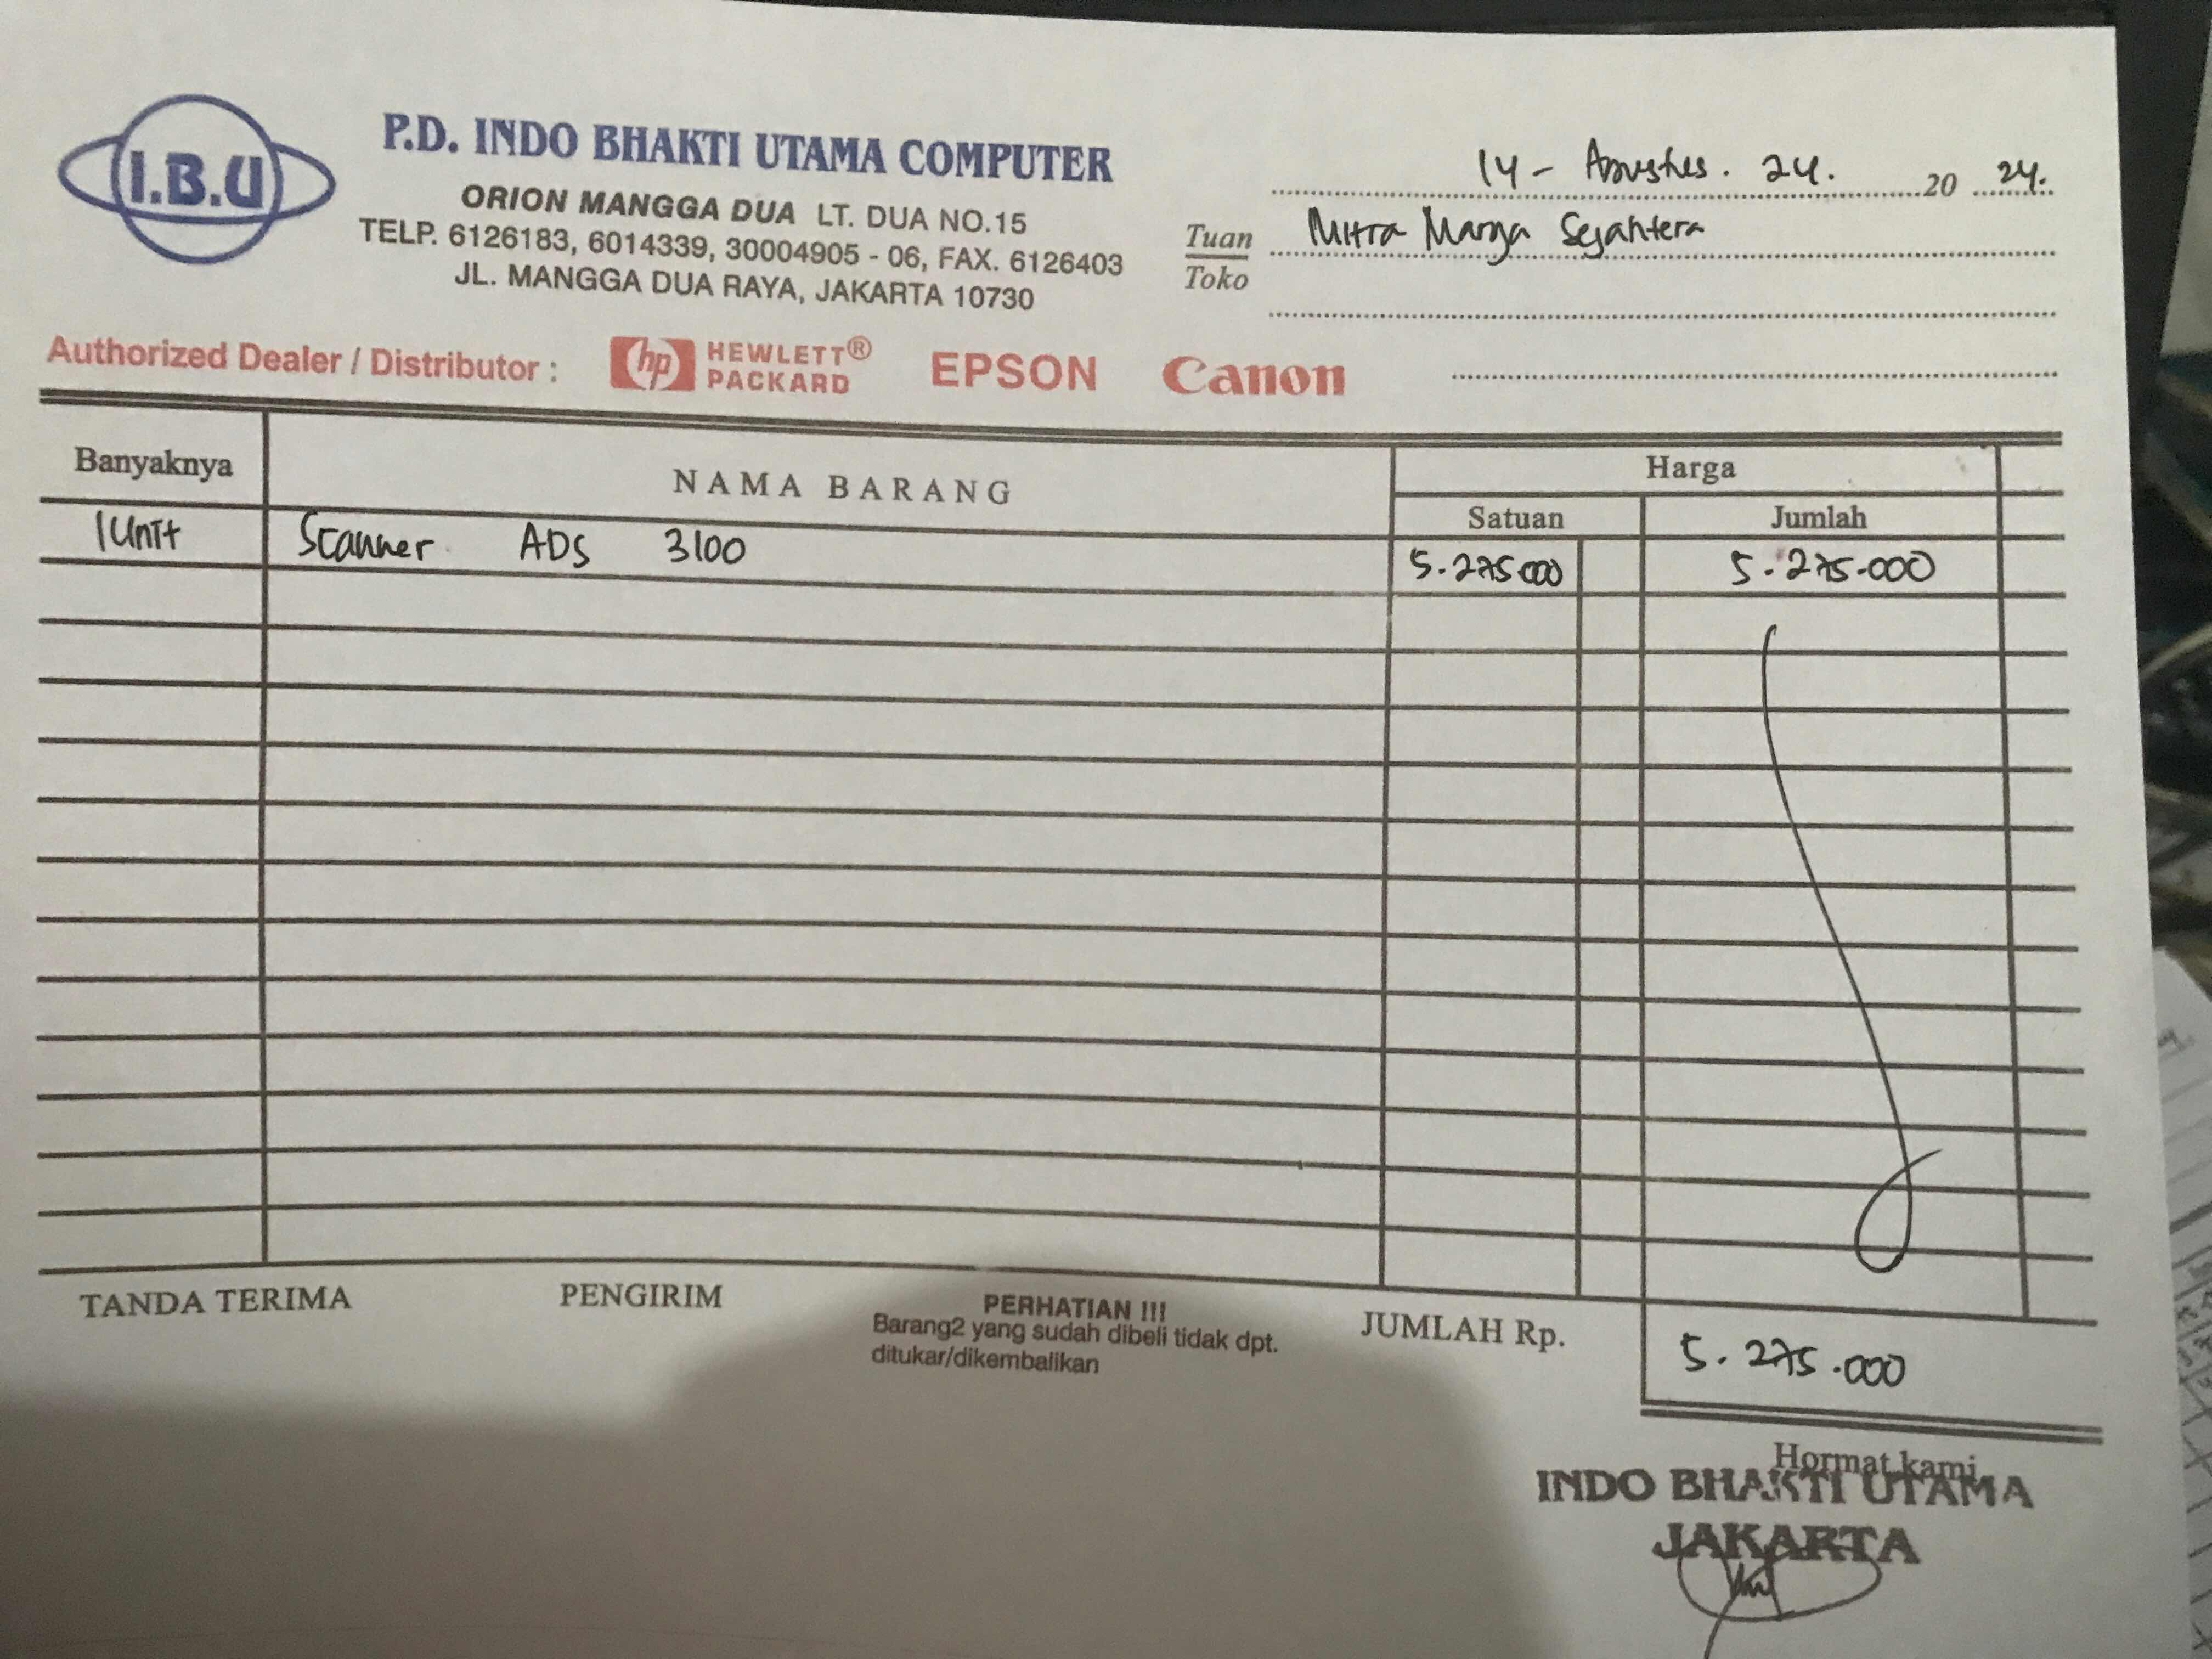 I.B.U
P.D. INDO BHAKTI UTAMA COMPUTER
ORION MANGGA DUA LT. DUA NO.15
TELP. 6126183, 6014339, 30004905 - 06, FAX. 6126403
JL. MANGGA DUA RAYA, JAKARTA 10730
14 - Agustus. 24. 20 24.
Tuan Mitra Marga Sejahtera
Toko
Authorized Dealer / Distributor : hp HEWLETT® PACKARD EPSON Canon
Banyaknya NAMA BARANG Harga
Satuan Jumlah
1 Unit Scanner ADS 3100 5.275.000 5.275.000
TANDA TERIMA PENGIRIM PERHATIAN !!! JUMLAH Rp. 5.275.000
Barang2 yang sudah dibeli tidak dpt.
ditukar/dikembalikan
Hormat kami,
INDO BHAKTI UTAMA
JAKARTA